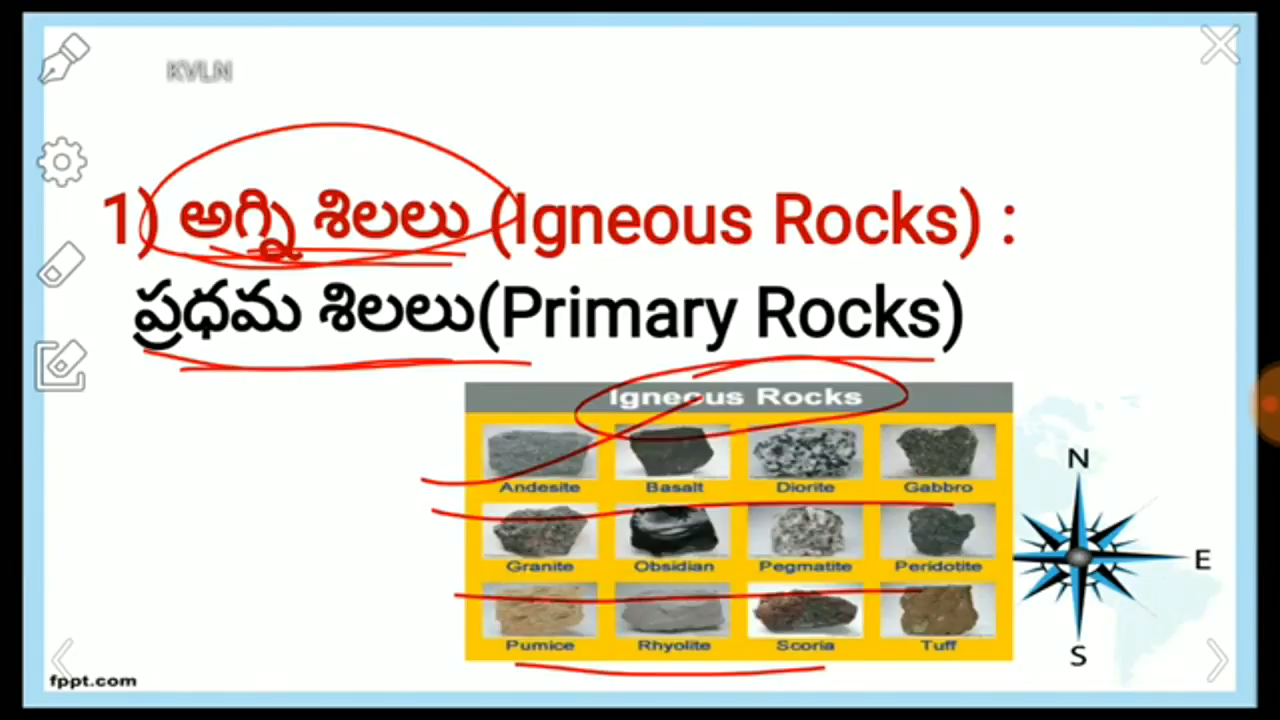 KVLN
1) అగ్ని శిలలు (Igneous Rocks) :
ప్రధమ శిలలు(Primary Rocks)
Igneous Rocks
Andesite Basalt Diorite Gabbro
Granite Obsidian Pegmatite Peridotite
Pumice Rhyolite Scoria Tuff
N
E
S
fppt.com